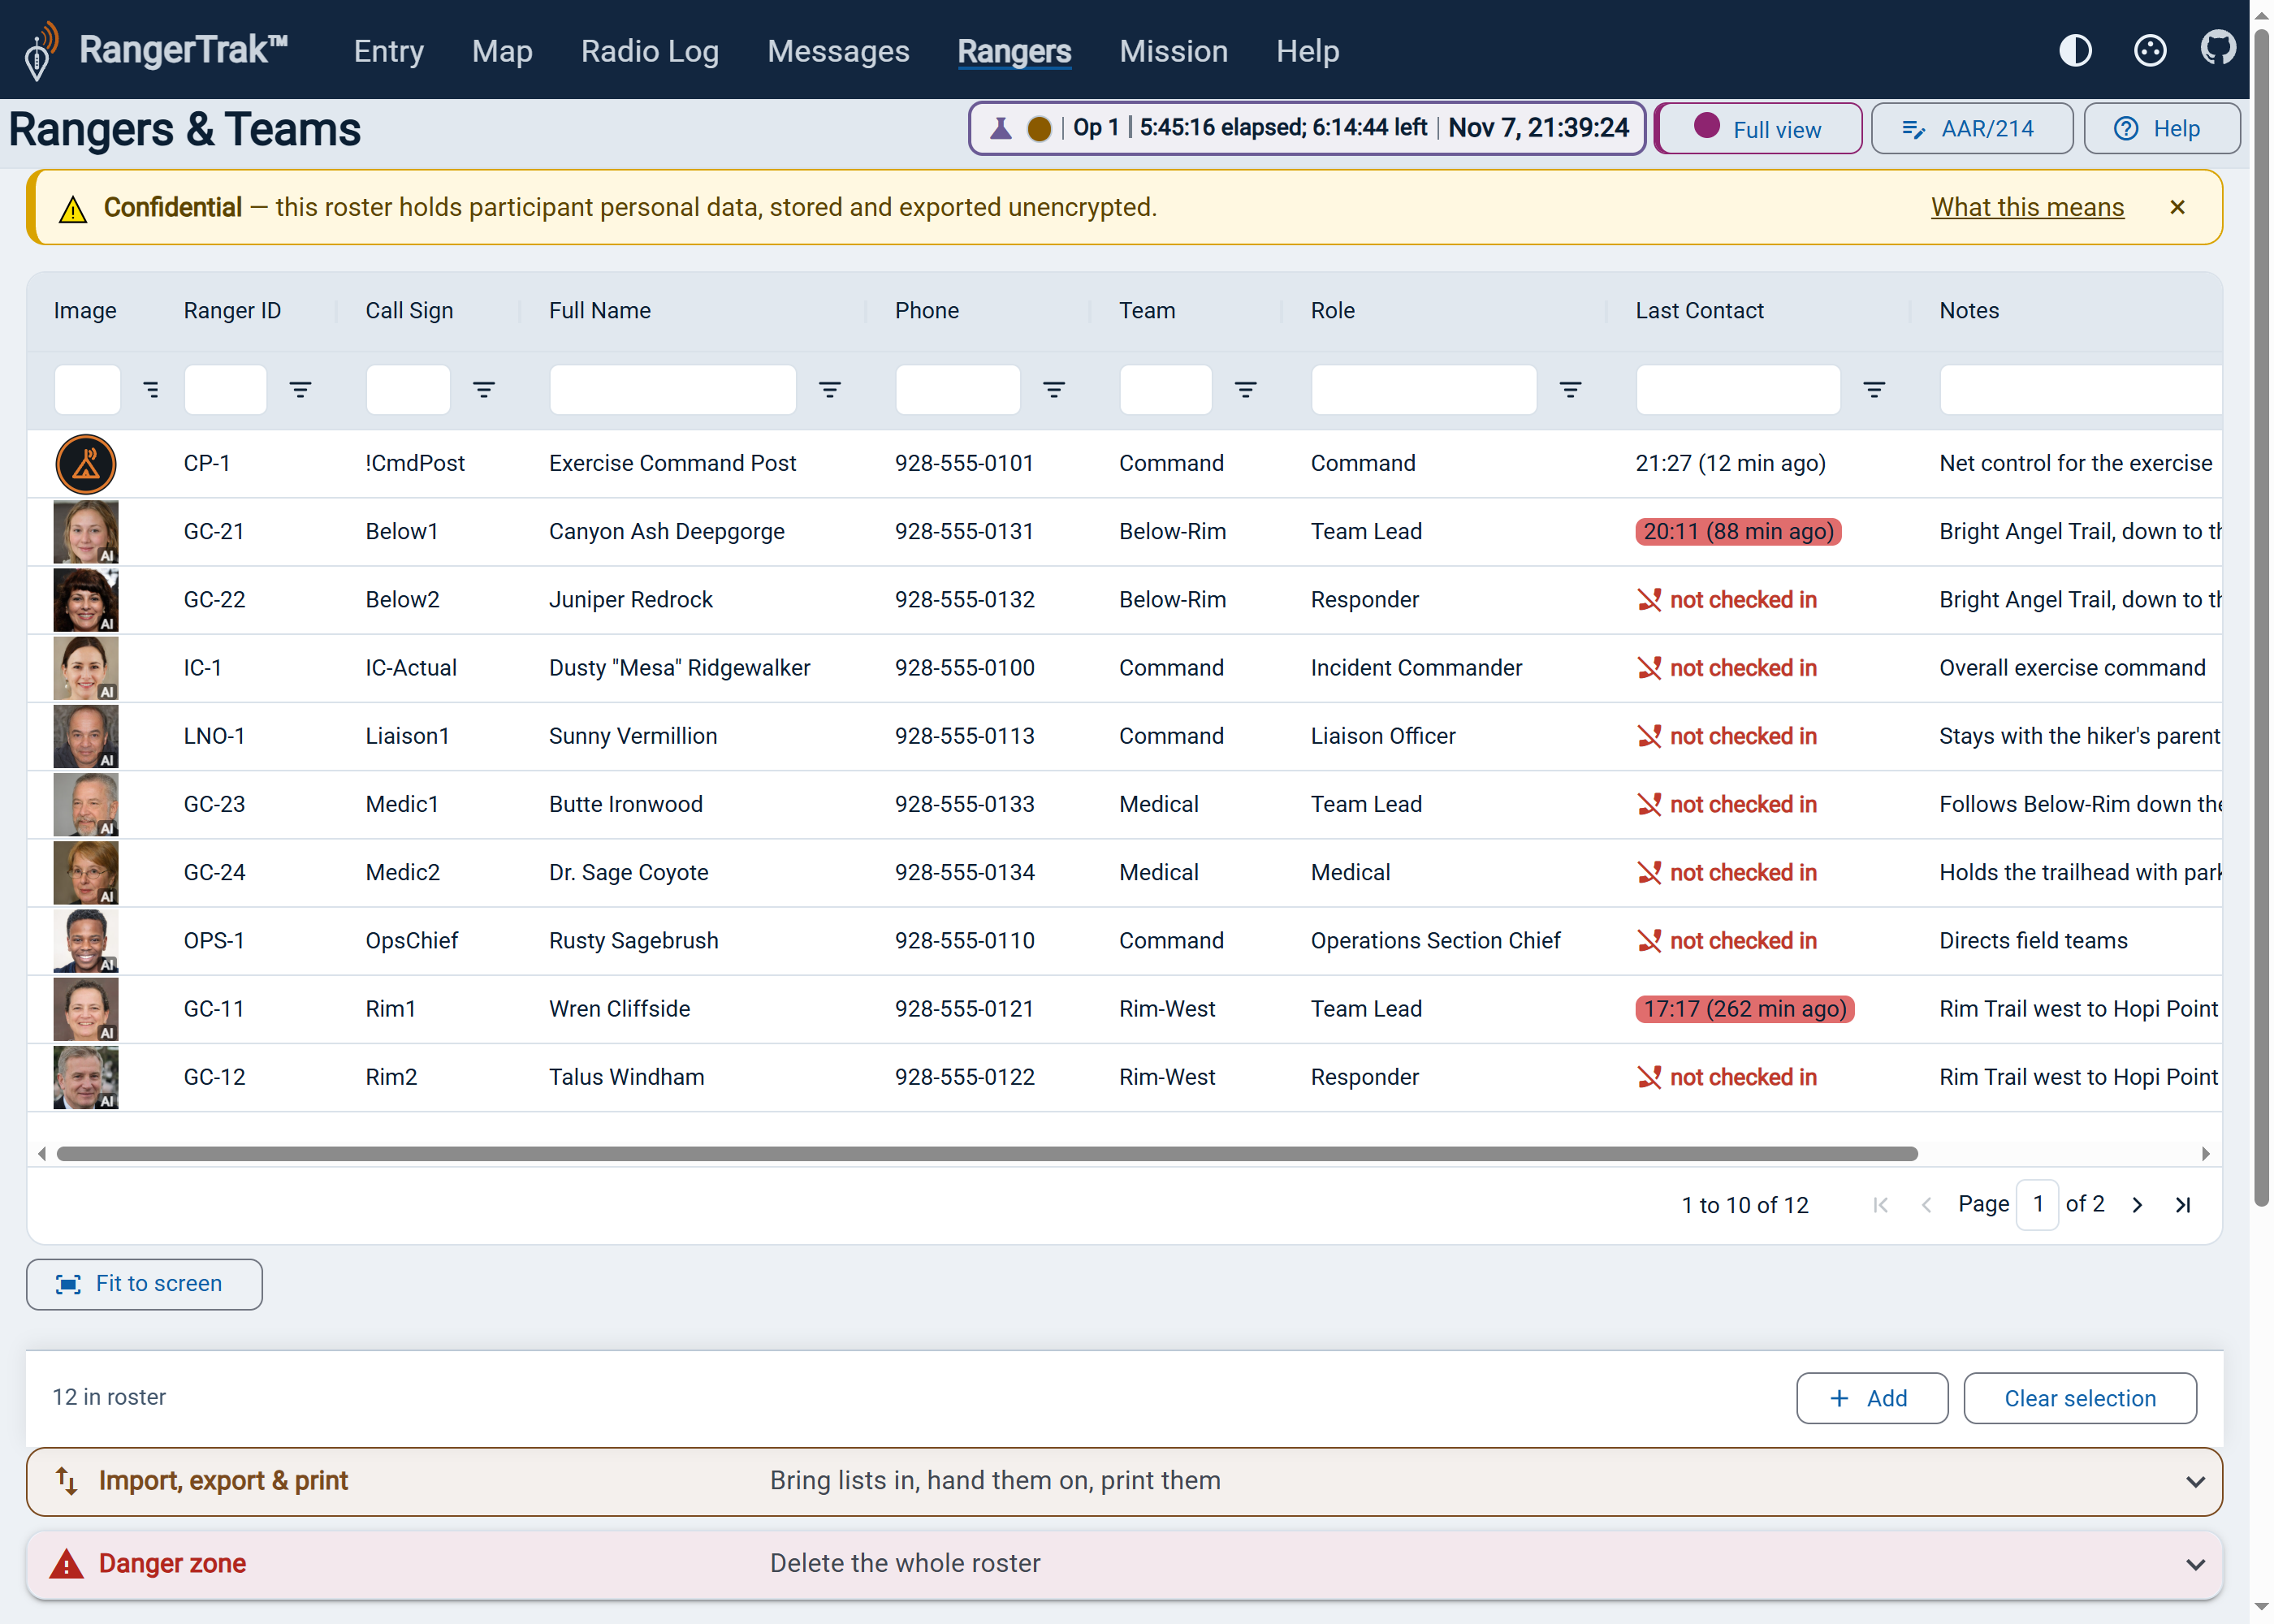 RangerTrak™ Entry Map Radio Log Messages Rangers Mission Help
Rangers & Teams
Op 1 | 5:45:16 elapsed; 6:14:44 left | Nov 7, 21:39:24
Full view
AAR/214
Help
Confidential — this roster holds participant personal data, stored and exported unencrypted.
What this means ×
Image Ranger ID Call Sign Full Name Phone Team Role Last Contact Notes
CP-1 !CmdPost Exercise Command Post 928-555-0101 Command Command 21:27 (12 min ago) Net control for the exercise
AI GC-21 Below1 Canyon Ash Deepgorge 928-555-0131 Below-Rim Team Lead 20:11 (88 min ago) Bright Angel Trail, down to th
AI GC-22 Below2 Juniper Redrock 928-555-0132 Below-Rim Responder not checked in Bright Angel Trail, down to th
AI IC-1 IC-Actual Dusty "Mesa" Ridgewalker 928-555-0100 Command Incident Commander not checked in Overall exercise command
AI LNO-1 Liaison1 Sunny Vermillion 928-555-0113 Command Liaison Officer not checked in Stays with the hiker's parent
AI GC-23 Medic1 Butte Ironwood 928-555-0133 Medical Team Lead not checked in Follows Below-Rim down the
AI GC-24 Medic2 Dr. Sage Coyote 928-555-0134 Medical Medical not checked in Holds the trailhead with park
AI OPS-1 OpsChief Rusty Sagebrush 928-555-0110 Command Operations Section Chief not checked in Directs field teams
AI GC-11 Rim1 Wren Cliffside 928-555-0121 Rim-West Team Lead 17:17 (262 min ago) Rim Trail west to Hopi Point
AI GC-12 Rim2 Talus Windham 928-555-0122 Rim-West Responder not checked in Rim Trail west to Hopi Point
1 to 10 of 12 Page 1 of 2
Fit to screen
12 in roster
+ Add
Clear selection
Import, export & print Bring lists in, hand them on, print them
Danger zone Delete the whole roster